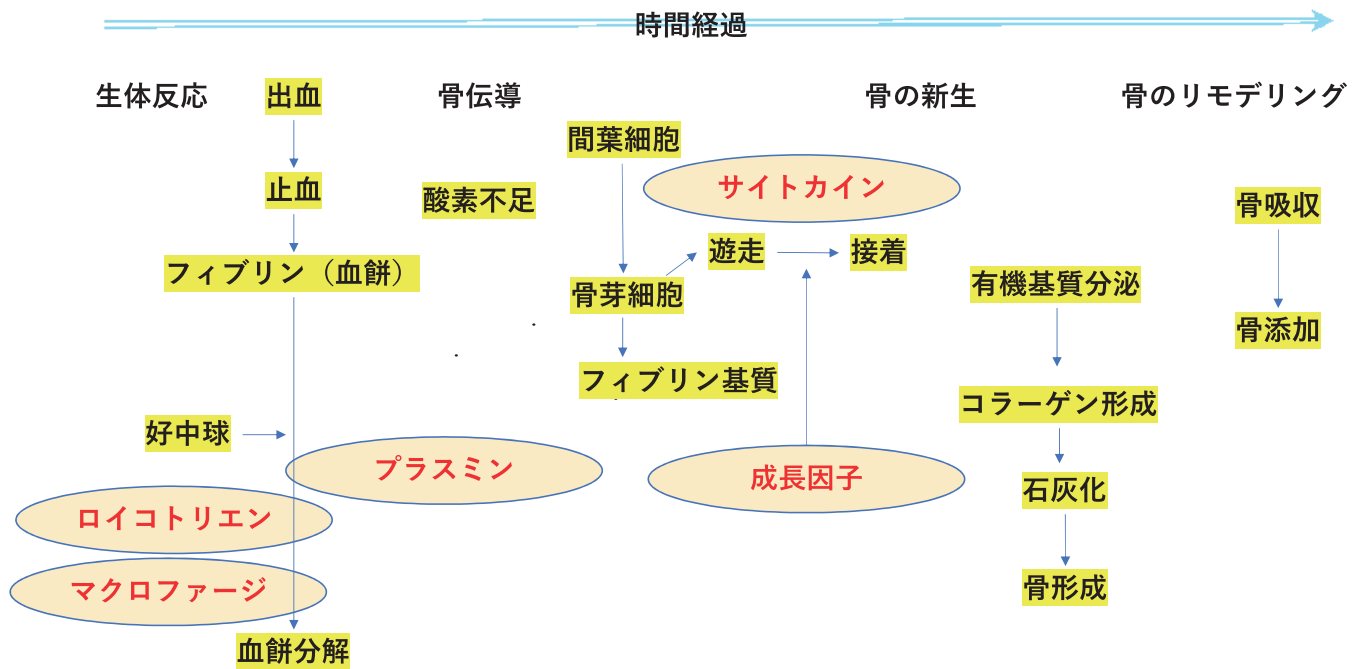 時間経過
生体反応
出血
止血
フィブリン（血餅）
好中球
プラスミン
ロイコトリエン
マクロファージ
血餅分解
骨伝導
酸素不足
間葉細胞
サイトカイン
遊走
接着
骨芽細胞
フィブリン基質
成長因子
骨の新生
有機基質分泌
コラーゲン形成
石灰化
骨形成
骨のリモデリング
骨吸収
骨添加